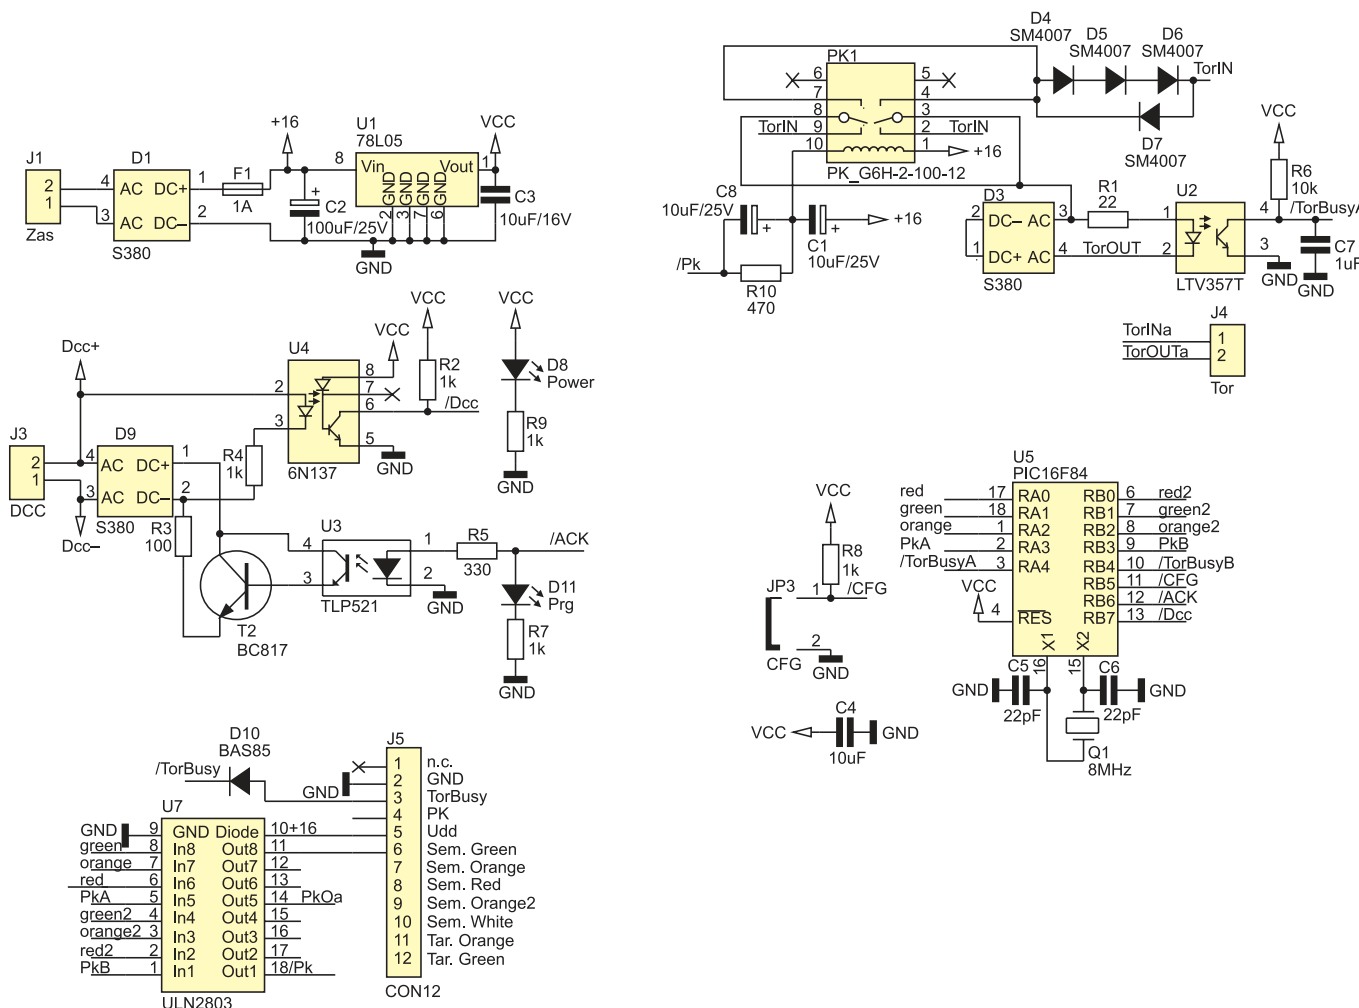 J1
2
1
Zas
D1
4 AC DC+ 1
3 AC DC– 2
S380
F1
1A
+16
C2
100uF/25V
U1
78L05
8 Vin Vout 1
GND GND GND GND
2 3 7 6
GND
VCC
C3
10uF/16V
PK1
6 5
7 4
8 3
TorIN 9 2 TorIN
10 1 +16
PK_G6H-2-100-12
D4
SM4007
D5
SM4007
D6
SM4007
TorIN
D7
SM4007
C8
10uF/25V
+
+
+16
C1
10uF/25V
/Pk
R10
470
D3
2 DC– AC 3
1 DC+ AC 4
S380
R1
22
TorOUT
U2
1 4
2 3
LTV357T
VCC
R6
10k
/TorBusyA
C7
1uF
GND
GND
J4
TorINa 1
TorOUTa 2
Tor
Dcc+
J3
2
1
DCC
Dcc–
D9
4 AC DC+ 1
3 AC DC– 2
S380
R3
100
R4
1k
U4
2 8
7
3 6
5
6N137
VCC
GND
VCC
R2
1k
/Dcc
VCC
D8
Power
R9
1k
GND
T2
BC817
U3
4 1
3 2
TLP521
R5
330
/ACK
GND
D11
Prg
R7
1k
GND
VCC
R8
1k
JP3 1 /CFG
2
CFG
GND
C4
VCC GND
10uF
U5
PIC16F84
red 17 RA0 RB0 6 red2
green 18 RA1 RB1 7 green2
orange 1 RA2 RB2 8 orange2
PkA 2 RA3 RB3 9 PkB
/TorBusyA 3 RA4 RB4 10 /TorBusyB
RB5 11 /CFG
VCC RB6 12 /ACK
4 RES RB7 13 /Dcc
X1 X2
16 15
C5 C6
GND GND
22pF 22pF
Q1
8MHz
D10
BAS85
/TorBusy
GND
J5
1 n.c.
2 GND
3 TorBusy
4 PK
5 Udd
6 Sem. Green
7 Sem. Orange
8 Sem. Red
9 Sem. Orange2
10 Sem. White
11 Tar. Orange
12 Tar. Green
CON12
U7
GND 9 GND Diode 10 +16
green 8 In8 Out8 11
orange 7 In7 Out7 12
red 6 In6 Out6 13
PkA 5 In5 Out5 14 PkOa
green2 4 In4 Out4 15
orange2 3 In3 Out3 16
red2 2 In2 Out2 17
PkB 1 In1 Out1 18 /Pk
ULN2803